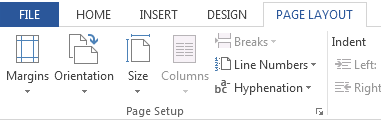 FILE HOME INSERT DESIGN PAGE LAYOUT
Margins Orientation Size Columns
Breaks
Line Numbers
a-
bc Hyphenation
Page Setup
Indent
Left:
Right: